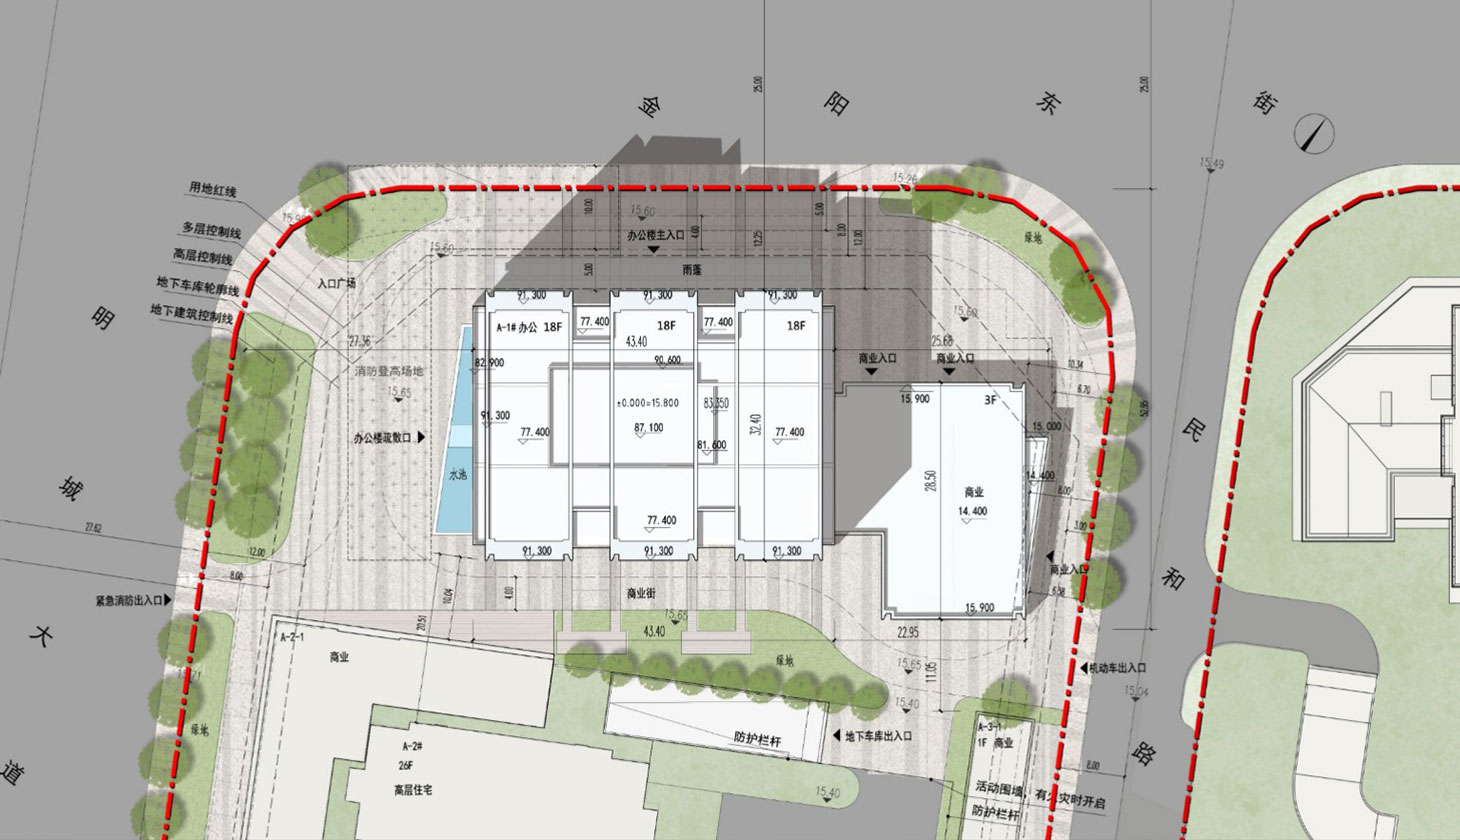 金 阳 东 街
25.00
25.00
15.49
用地红线
多层控制线
高层控制线
地下车库轮廓线
地下建筑控制线
15.26
15.60
10.00
4.60
5.00
8.00
12.00
12.25
5.00
办公楼主入口
雨蓬
绿地
入口广场
15.60
15.60
91.300
91.300
91.300
A-1# 办公 18F
18F
18F
77.400
77.400
43.40
27.36
25.68
82.900
90.600
商业入口
商业入口
10.34
6.70
消防登高场地
15.65
±0.000=15.800
83.350
15.900
3F
50.95
91.300
77.400
87.100
81.600
32.40
77.400
15.000
办公楼疏散口
水池
14.400
28.50
商业
14.400
8.00
3.00
77.400
91.300
91.300
91.300
商业入口
27.62
12.00
8.00
紧急消防出入口
10.04
4.00
20.50
商业街
15.900
6.58
15.65
43.40
22.95
绿地
15.65
11.05
机动车出入口
15.04
A-2-1
商业
15.40
防护栏杆
地下车库出入口
A-3-1
1F 商业
绿地
A-2#
26F
高层住宅
8.00
15.40
活动围墙，有火灾时开启
防护栏杆
明 城 大 道
民 和 路